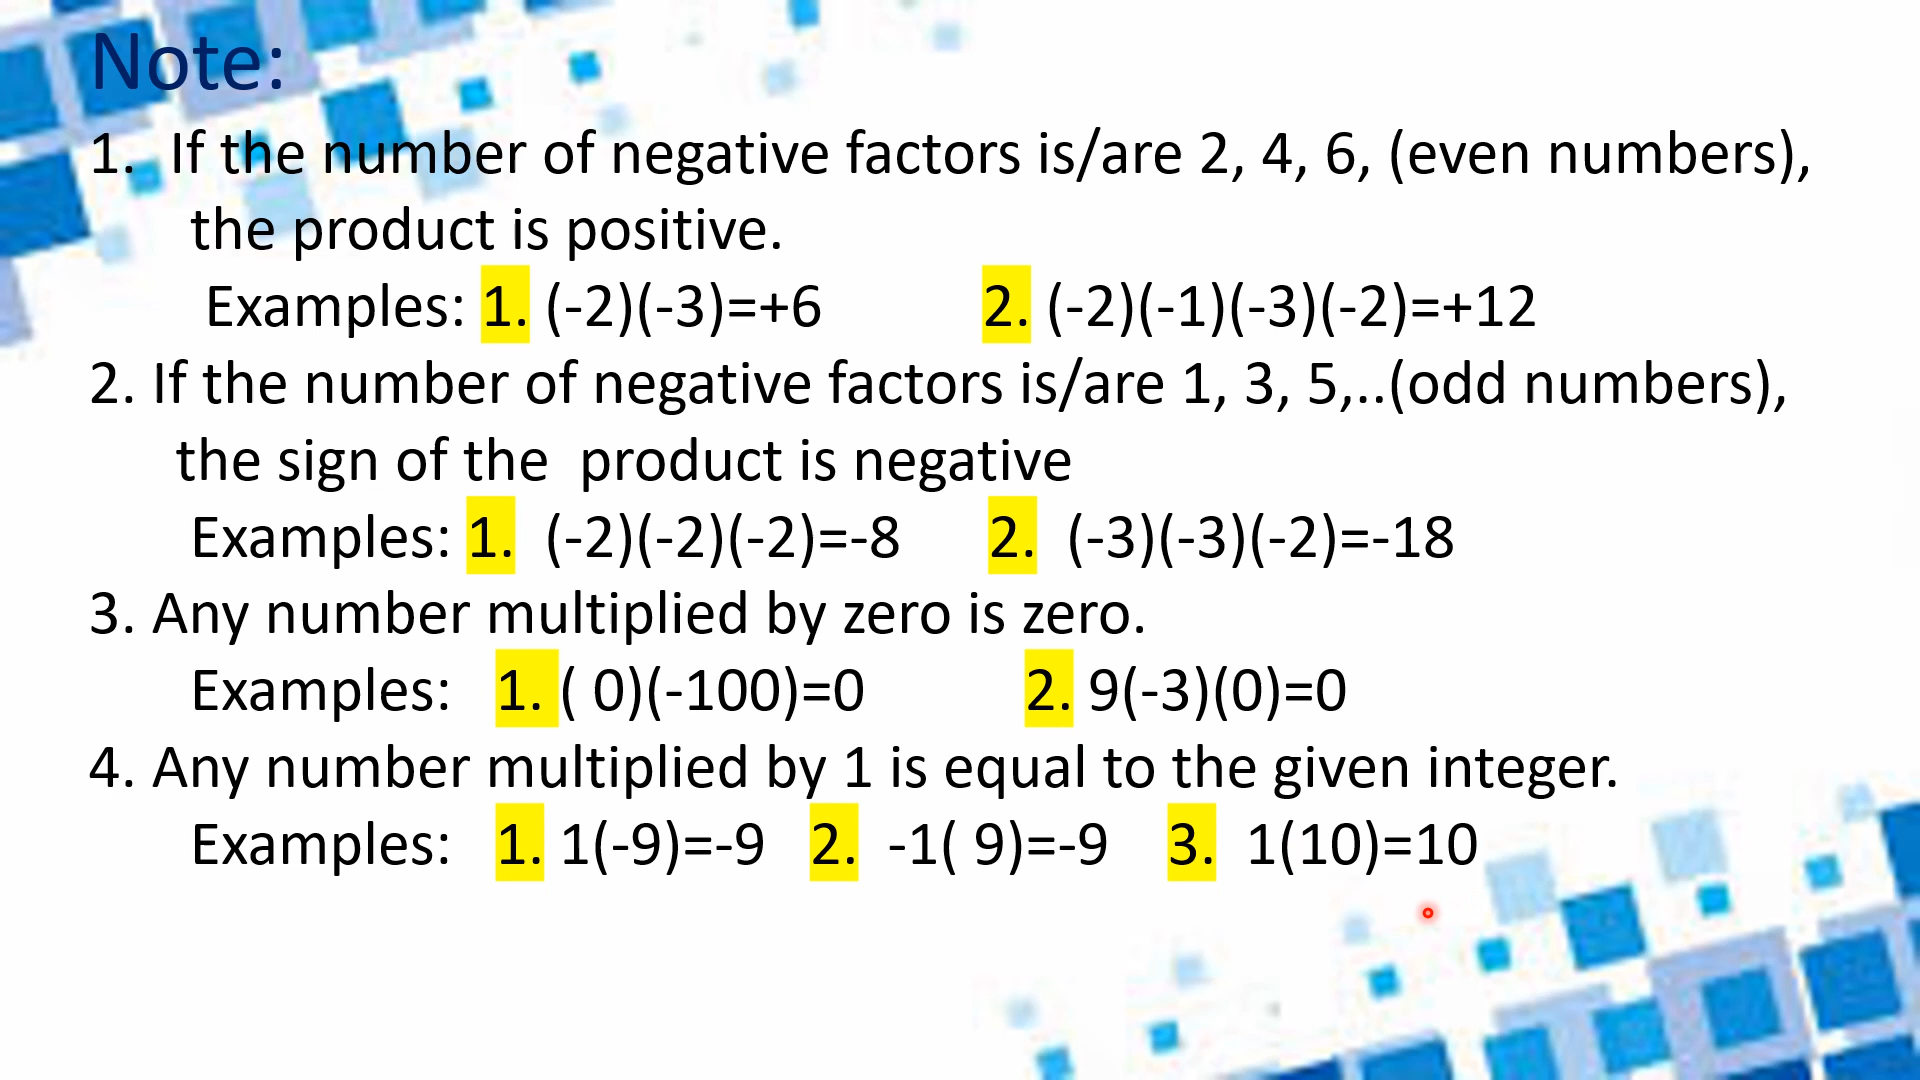 Note:
1. If the number of negative factors is/are 2, 4, 6, (even numbers),
the product is positive.
Examples: 1. (-2)(-3)=+6 2. (-2)(-1)(-3)(-2)=+12
2. If the number of negative factors is/are 1, 3, 5,..(odd numbers),
the sign of the product is negative
Examples: 1. (-2)(-2)(-2)=-8 2. (-3)(-3)(-2)=-18
3. Any number multiplied by zero is zero.
Examples: 1. ( 0)(-100)=0 2. 9(-3)(0)=0
4. Any number multiplied by 1 is equal to the given integer.
Examples: 1. 1(-9)=-9 2. -1( 9)=-9 3. 1(10)=10